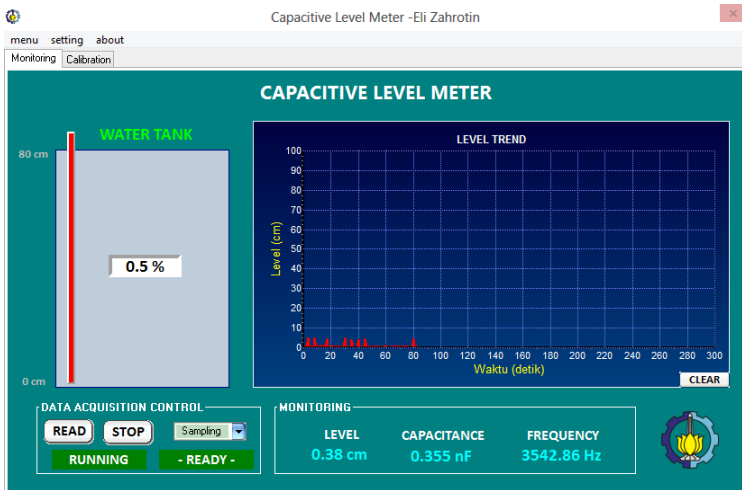 Capacitive Level Meter -Eli Zahrotin
menu setting about
Monitoring Calibration
CAPACITIVE LEVEL METER
WATER TANK
80 cm
0.5 %
0 cm
LEVEL TREND
Level (cm)
100
90
80
70
60
50
40
30
20
10
0
0 20 40 60 80 100 120 140 160 180 200 220 240 260 280 300
Waktu (detik)
CLEAR
DATA ACQUISITION CONTROL
READ STOP Sampling
RUNNING - READY -
MONITORING
LEVEL CAPACITANCE FREQUENCY
0.38 cm 0.355 nF 3542.86 Hz